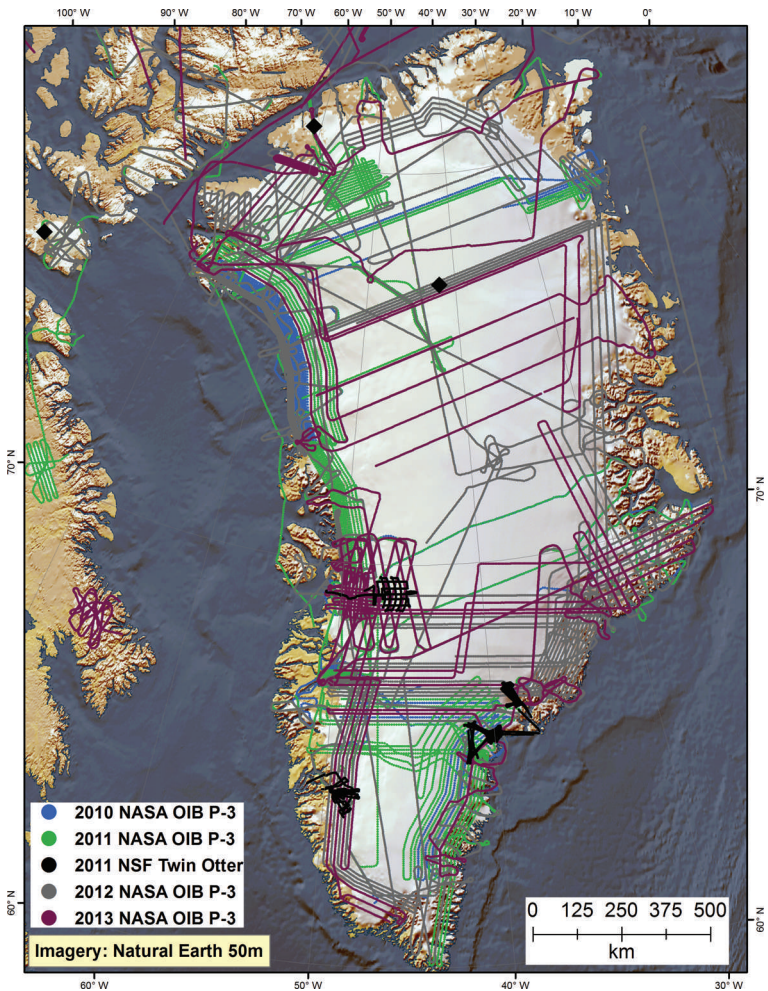 100° W 90° W 80° W 70° W 60° W 50° W 40° W 30° W 20° W 10° W 0°
70° N
70° N
2010 NASA OIB P-3
2011 NASA OIB P-3
2011 NSF Twin Otter
2012 NASA OIB P-3
2013 NASA OIB P-3
60° N
60° N
0 125 250 375 500
km
Imagery: Natural Earth 50m
60° W 50° W 40° W 30° W